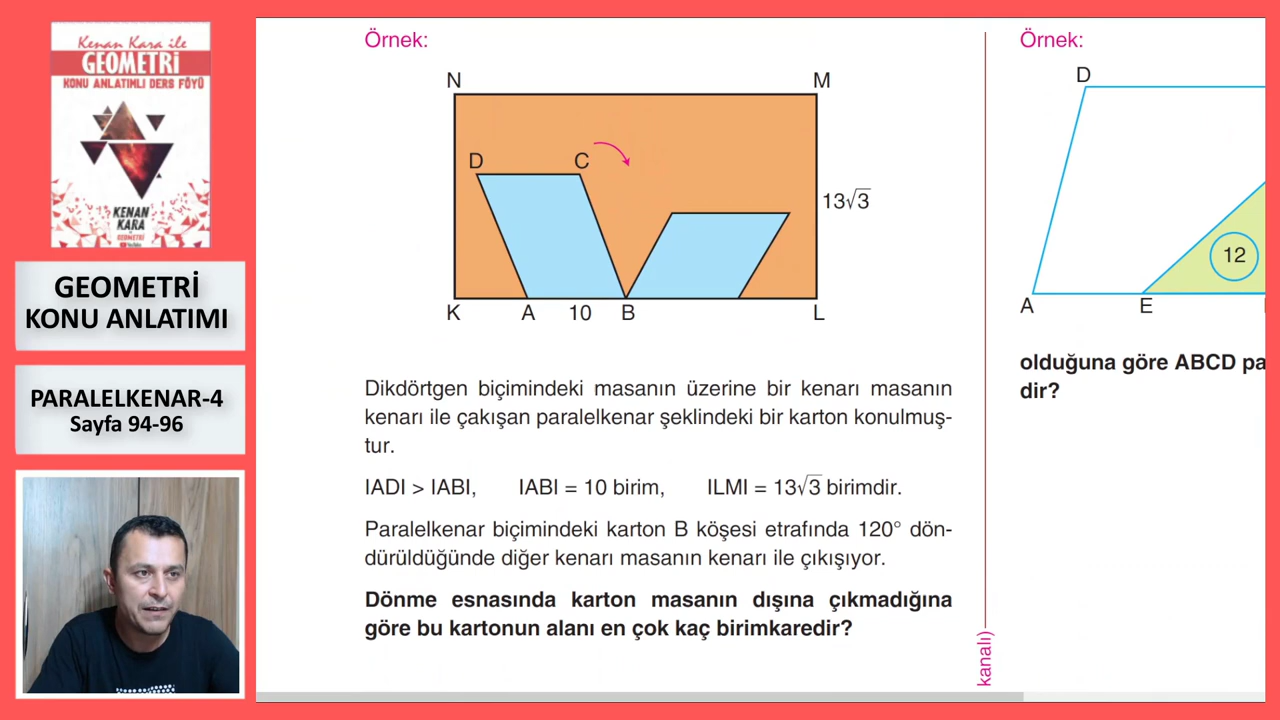 Kenan Kara ile
GEOMETRİ
KONU ANLATIMLI DERS FÖYÜ
KENAN
KARA
GEOMETRİ
YouTube
GEOMETRİ
KONU ANLATIMI
PARALELKENAR-4
Sayfa 94-96
Örnek:
N M
D C
13√3
K A 10 B L
Dikdörtgen biçimindeki masanın üzerine bir kenarı masanın
kenarı ile çakışan paralelkenar şeklindeki bir karton konulmuş-
tur.
IADI > IABI, IABI = 10 birim, ILMI = 13√3 birimdir.
Paralelkenar biçimindeki karton B köşesi etrafında 120° dön-
dürüldüğünde diğer kenarı masanın kenarı ile çıkışıyor.
Dönme esnasında karton masanın dışına çıkmadığına
göre bu kartonun alanı en çok kaç birimkaredir?
kanalı)
Örnek:
D
12
A E
olduğuna göre ABCD pa
dir?